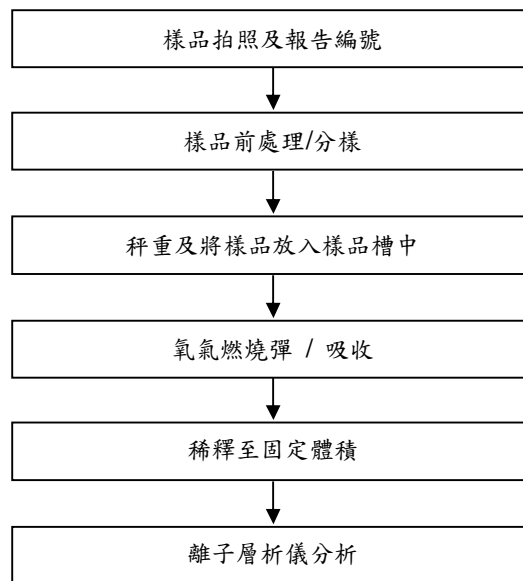 樣品拍照及報告編號
樣品前處理/分樣
秤重及將樣品放入樣品槽中
氧氣燃燒彈 / 吸收
稀釋至固定體積
離子層析儀分析